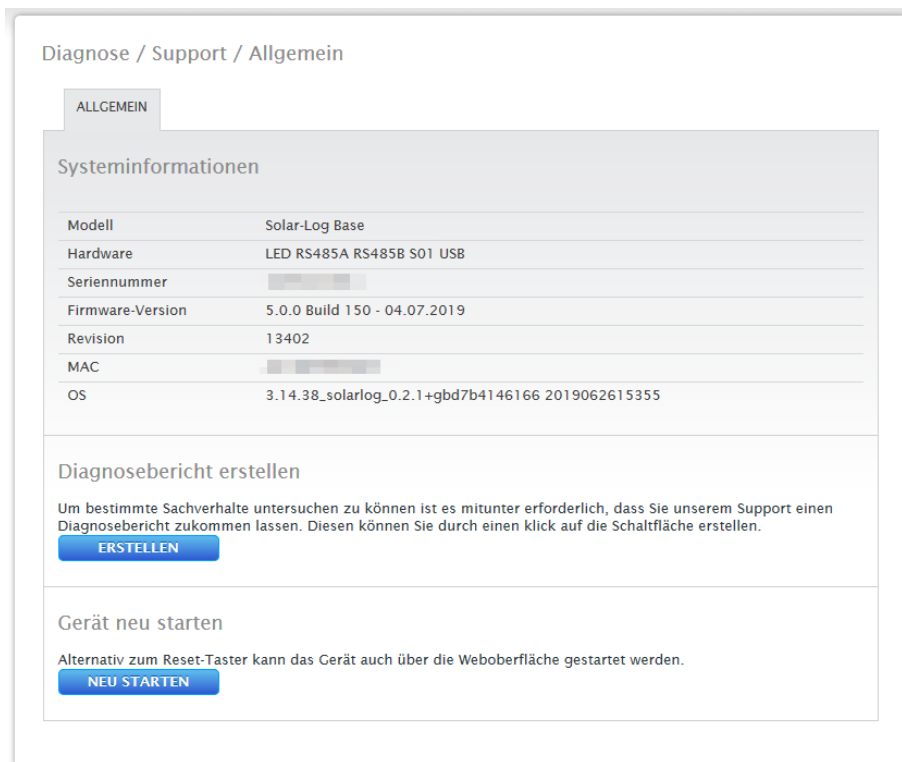 Diagnose / Support / Allgemein
ALLGEMEIN
Systeminformationen
Modell Solar-Log Base
Hardware LED RS485A RS485B S01 USB
Seriennummer
Firmware-Version 5.0.0 Build 150 - 04.07.2019
Revision 13402
MAC
OS 3.14.38_solarlog_0.2.1+gbd7b4146166 2019062615355
Diagnosebericht erstellen
Um bestimmte Sachverhalte untersuchen zu können ist es mitunter erforderlich, dass Sie unserem Support einen
Diagnosebericht zukommen lassen. Diesen können Sie durch einen klick auf die Schaltfläche erstellen.
ERSTELLEN
Gerät neu starten
Alternativ zum Reset-Taster kann das Gerät auch über die Weboberfläche gestartet werden.
NEU STARTEN